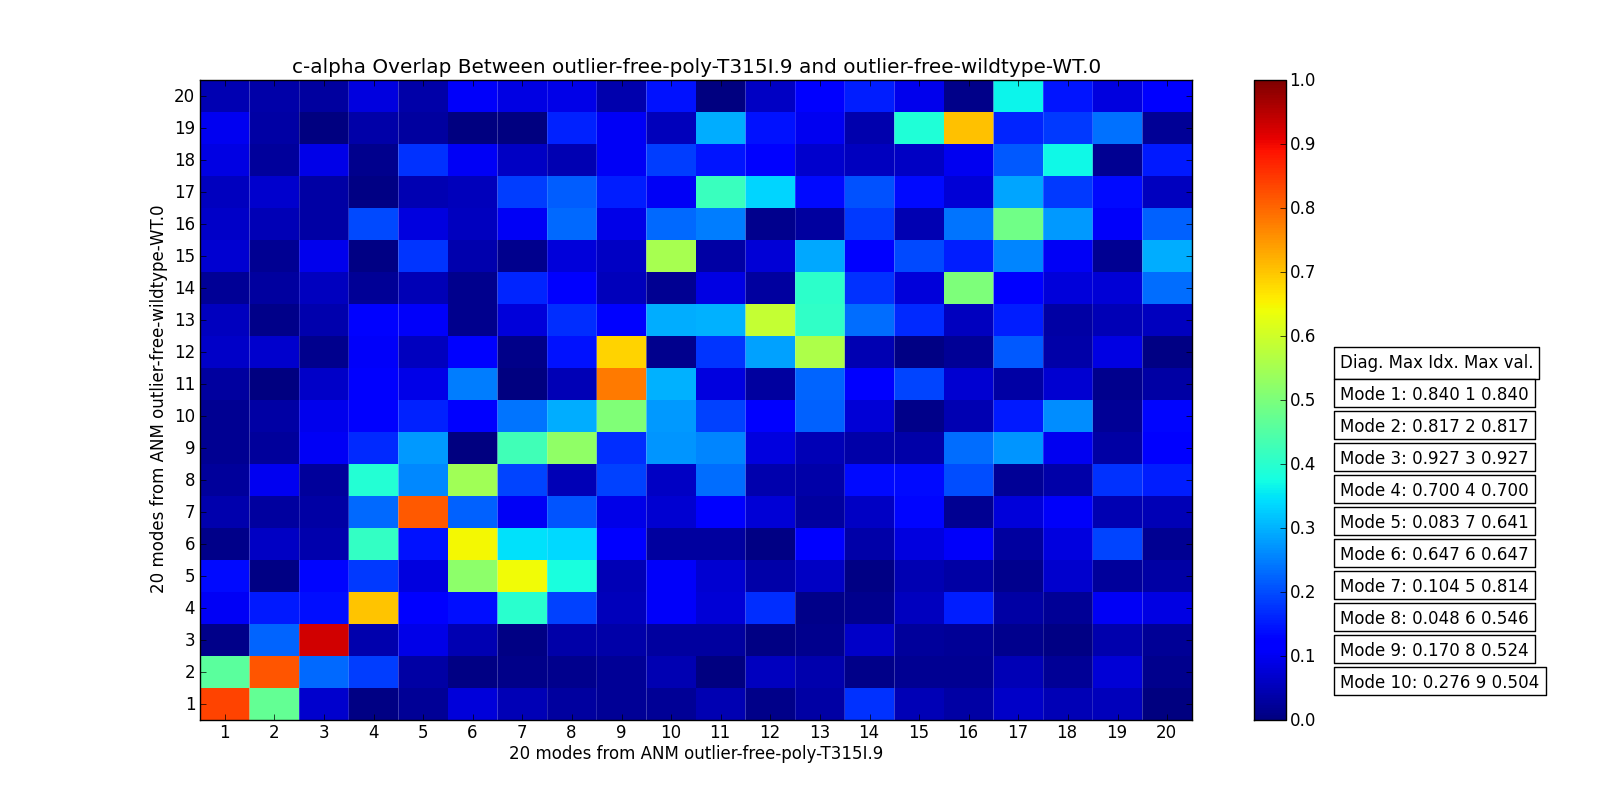 c-alpha Overlap Between outlier-free-poly-T315I.9 and outlier-free-wildtype-WT.0
20 modes from ANM outlier-free-wildtype-WT.0
20
19
18
17
16
15
14
13
12
11
10
9
8
7
6
5
4
3
2
1
1 2 3 4 5 6 7 8 9 10 11 12 13 14 15 16 17 18 19 20
20 modes from ANM outlier-free-poly-T315I.9
1.0
0.9
0.8
0.7
0.6
0.5
0.4
0.3
0.2
0.1
0.0
Diag. Max Idx. Max val.
Mode 1: 0.840 1 0.840
Mode 2: 0.817 2 0.817
Mode 3: 0.927 3 0.927
Mode 4: 0.700 4 0.700
Mode 5: 0.083 7 0.641
Mode 6: 0.647 6 0.647
Mode 7: 0.104 5 0.814
Mode 8: 0.048 6 0.546
Mode 9: 0.170 8 0.524
Mode 10: 0.276 9 0.504